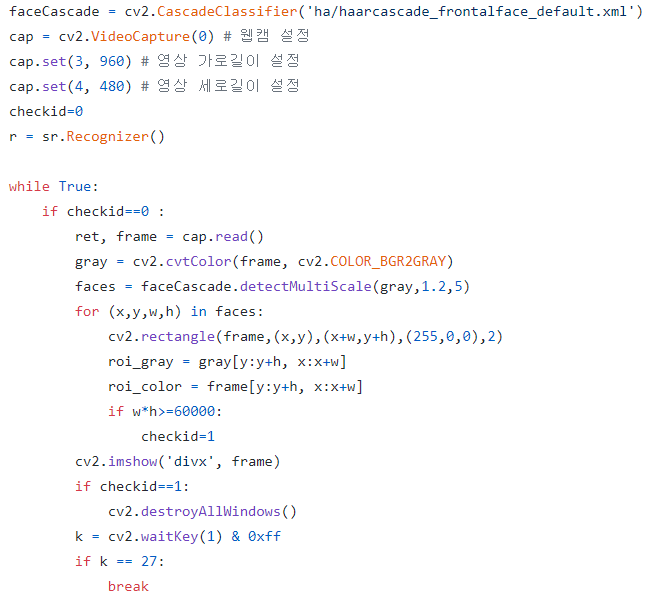 faceCascade = cv2.CascadeClassifier('ha/haarcascade_frontalface_default.xml')
cap = cv2.VideoCapture(0) # 웹캠 설정
cap.set(3, 960) # 영상 가로길이 설정
cap.set(4, 480) # 영상 세로길이 설정
checkid=0
r = sr.Recognizer()

while True:
    if checkid==0 :
        ret, frame = cap.read()
        gray = cv2.cvtColor(frame, cv2.COLOR_BGR2GRAY)
        faces = faceCascade.detectMultiScale(gray,1.2,5)
        for (x,y,w,h) in faces:
            cv2.rectangle(frame,(x,y),(x+w,y+h),(255,0,0),2)
            roi_gray = gray[y:y+h, x:x+w]
            roi_color = frame[y:y+h, x:x+w]
            if w*h>=60000:
                checkid=1
        cv2.imshow('divx', frame)
        if checkid==1:
            cv2.destroyAllWindows()
        k = cv2.waitKey(1) & 0xff
        if k == 27:
            break